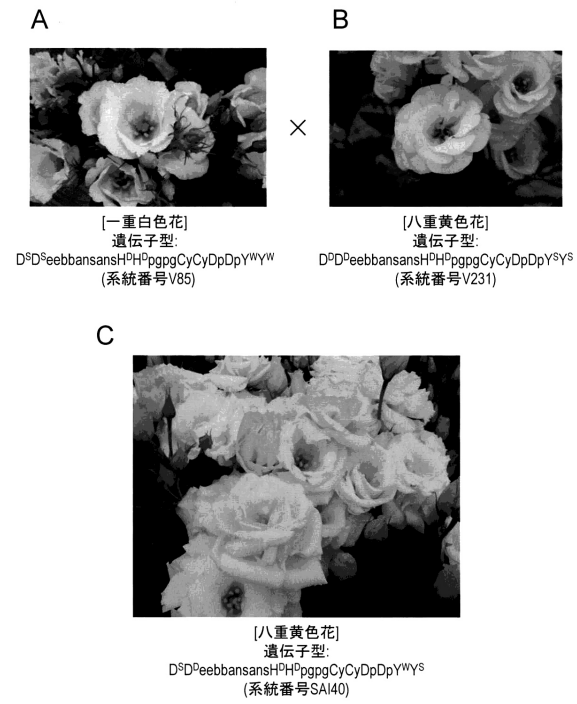 A
B
×
[一重白色花]
遺伝子型:
DSDSeebbansansHDHDpgpgCyCyDpDpYWYW
(系統番号V85)
[八重黄色花]
遺伝子型:
DDDDeebbansansHDHDpgpgCyCyDpDpYSYS
(系統番号V231)
C
[八重黄色花]
遺伝子型:
DSDDeebbansansHDHDpgpgCyCyDpDpYWYS
(系統番号SAI40)